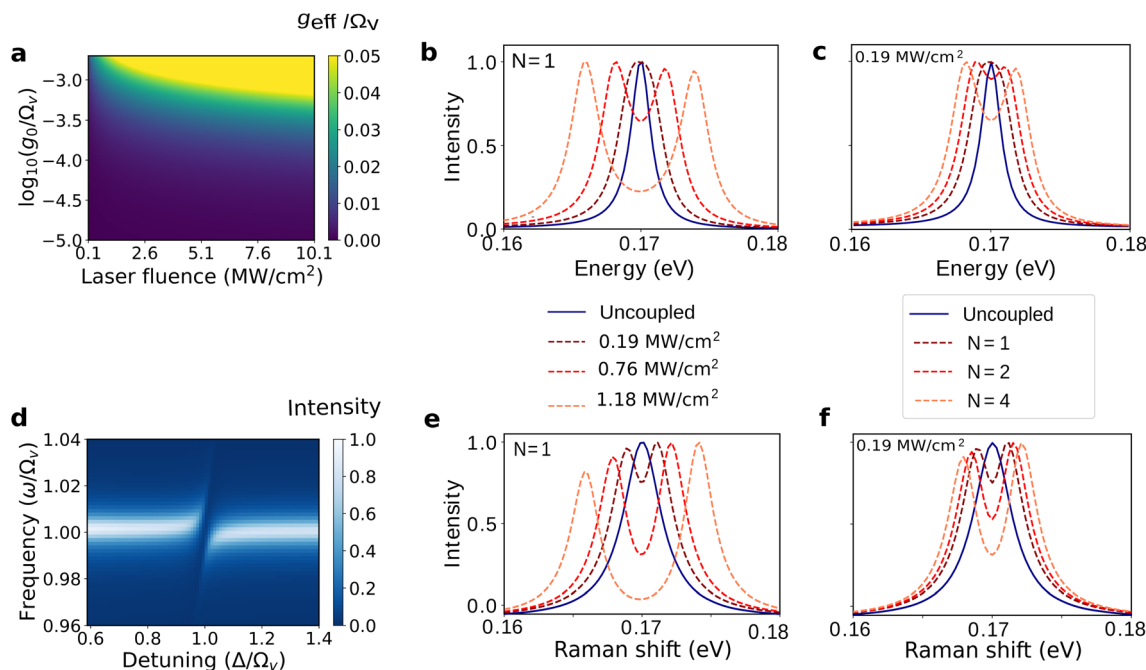 a
g_eff /Ω_v
log₁₀(g₀/Ω_v)
−3.0
−3.5
−4.0
−4.5
−5.0
0.1 2.6 5.1 7.6 10.1
Laser fluence (MW/cm²)
0.05
0.04
0.03
0.02
0.01
0.00
b
N=1
Intensity
1.0
0.5
0.0
0.16 0.17 0.18
Energy (eV)
c
0.19 MW/cm²
0.16 0.17 0.18
Energy (eV)
Uncoupled
0.19 MW/cm²
0.76 MW/cm²
1.18 MW/cm²
Uncoupled
N=1
N=2
N=4
d
Intensity
Frequency (ω/Ω_v)
1.04
1.02
1.00
0.98
0.96
0.6 0.8 1.0 1.2 1.4
Detuning (Δ/Ω_v)
1.0
0.8
0.6
0.4
0.2
0.0
e
N=1
Intensity
1.0
0.5
0.0
0.16 0.17 0.18
Raman shift (eV)
f
0.19 MW/cm²
0.16 0.17 0.18
Raman shift (eV)